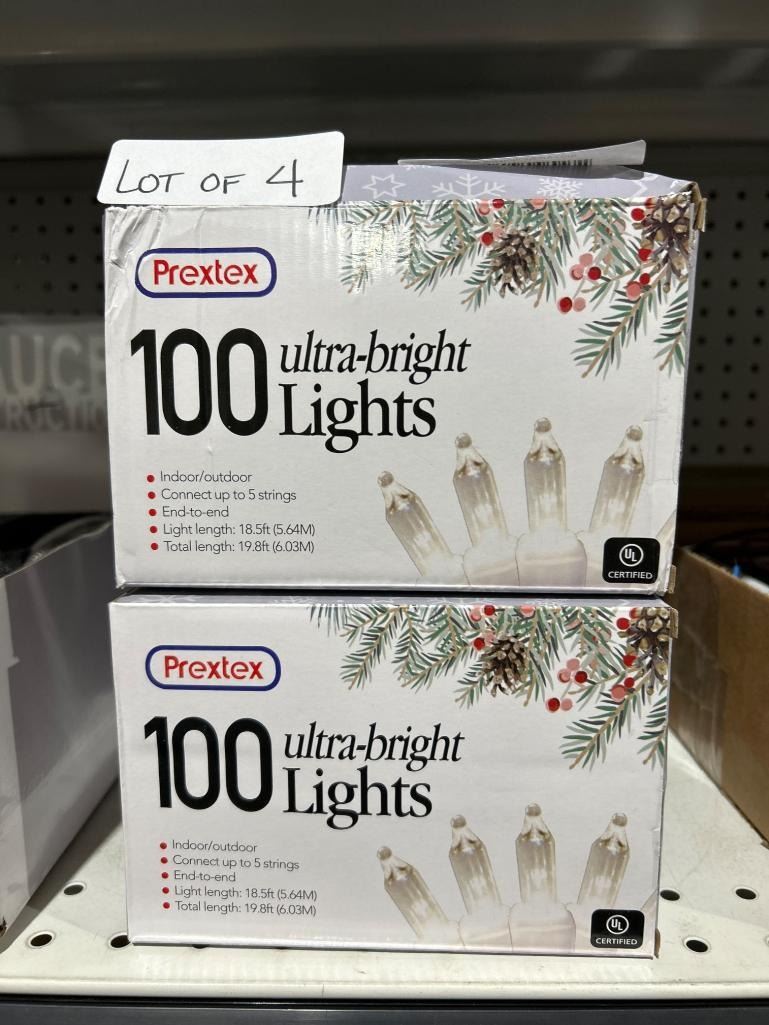 LOT OF 4
Prextex
100 ultra-bright
Lights
Indoor/outdoor
Connect up to 5 strings
End-to-end
Light length: 18.5ft (5.64M)
Total length: 19.8ft (6.03M)
UL
CERTIFIED
Prextex
100 ultra-bright
Lights
Indoor/outdoor
Connect up to 5 strings
End-to-end
Light length: 18.5ft (5.64M)
Total length: 19.8ft (6.03M)
UL
CERTIFIED